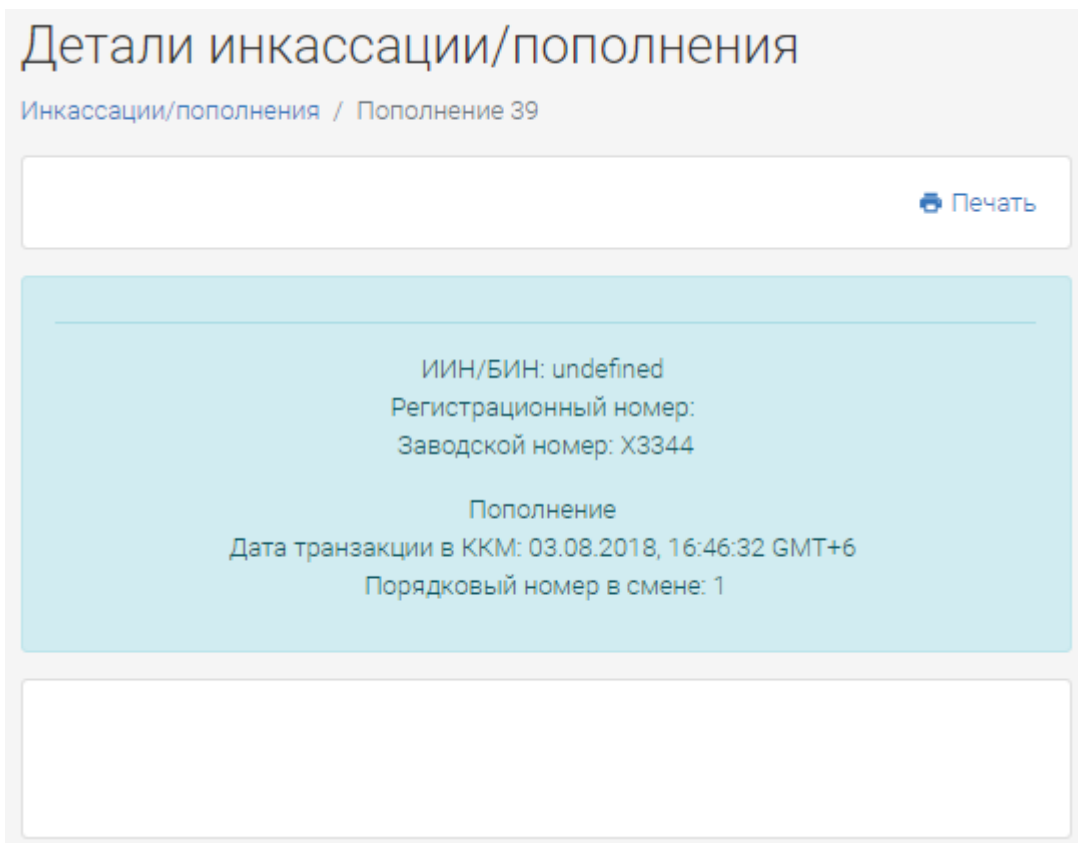 Детали инкассации/пополнения
Инкассации/пополнения / Пополнение 39
Печать
ИИН/БИН: undefined
Регистрационный номер:
Заводской номер: X3344
Пополнение
Дата транзакции в ККМ: 03.08.2018, 16:46:32 GMT+6
Порядковый номер в смене: 1